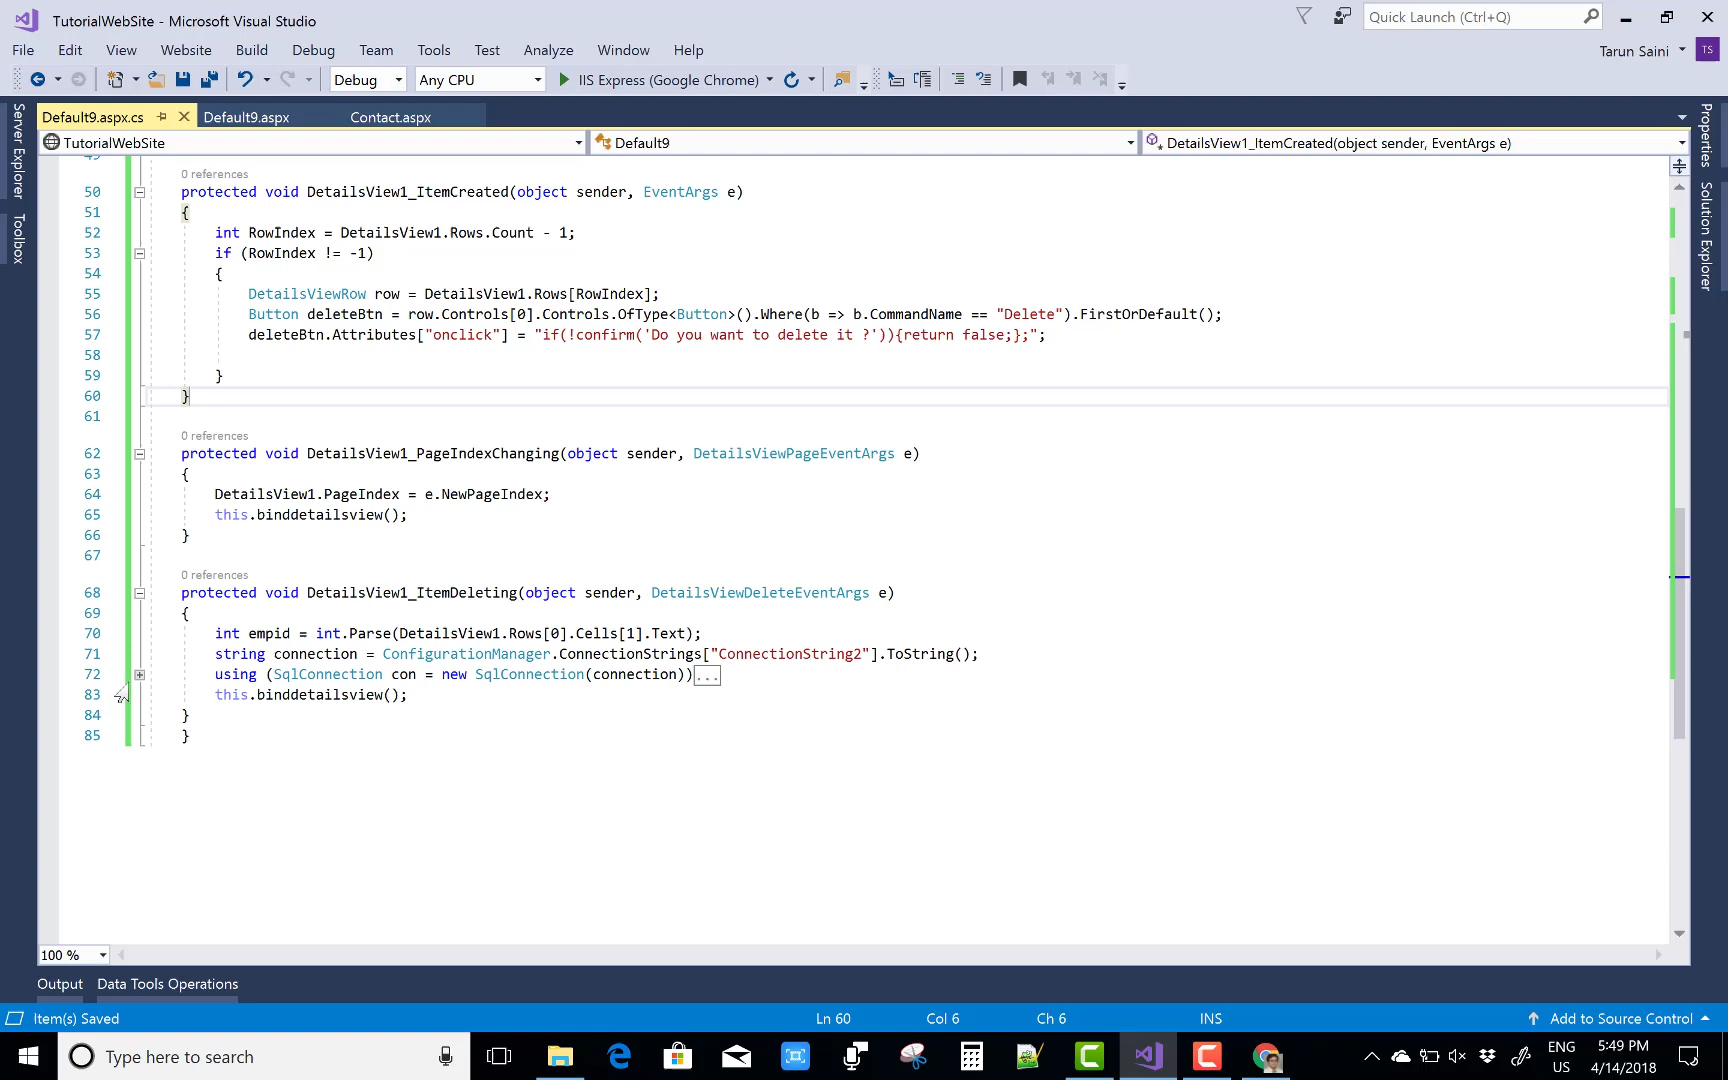 TutorialWebSite - Microsoft Visual Studio
Quick Launch (Ctrl+Q)
File Edit View Website Build Debug Team Tools Test Analyze Window Help
Tarun Saini TS
Debug Any CPU IIS Express (Google Chrome)
Default9.aspx.cs Default9.aspx Contact.aspx
TutorialWebSite Default9 DetailsView1_ItemCreated(object sender, EventArgs e)
Server Explorer
Toolbox
Properties
Solution Explorer
49
0 references
50 protected void DetailsView1_ItemCreated(object sender, EventArgs e)
51 {
52 int RowIndex = DetailsView1.Rows.Count - 1;
53 if (RowIndex != -1)
54 {
55 DetailsViewRow row = DetailsView1.Rows[RowIndex];
56 Button deleteBtn = row.Controls[0].Controls.OfType<Button>().Where(b => b.CommandName == "Delete").FirstOrDefault();
57 deleteBtn.Attributes["onclick"] = "if(!confirm('Do you want to delete it ?')){return false;};";
58
59 }
60 }
61
0 references
62 protected void DetailsView1_PageIndexChanging(object sender, DetailsViewPageEventArgs e)
63 {
64 DetailsView1.PageIndex = e.NewPageIndex;
65 this.binddetailsview();
66 }
67
0 references
68 protected void DetailsView1_ItemDeleting(object sender, DetailsViewDeleteEventArgs e)
69 {
70 int empid = int.Parse(DetailsView1.Rows[0].Cells[1].Text);
71 string connection = ConfigurationManager.ConnectionStrings["ConnectionString2"].ToString();
72 using (SqlConnection con = new SqlConnection(connection))...
83 this.binddetailsview();
84 }
85 }
100 %
Output Data Tools Operations
Item(s) Saved Ln 60 Col 6 Ch 6 INS Add to Source Control
Type here to search
ENG
US
5:49 PM
4/14/2018